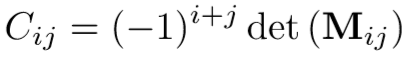 C_{ij} = (-1)^{i+j} det (M_{ij})